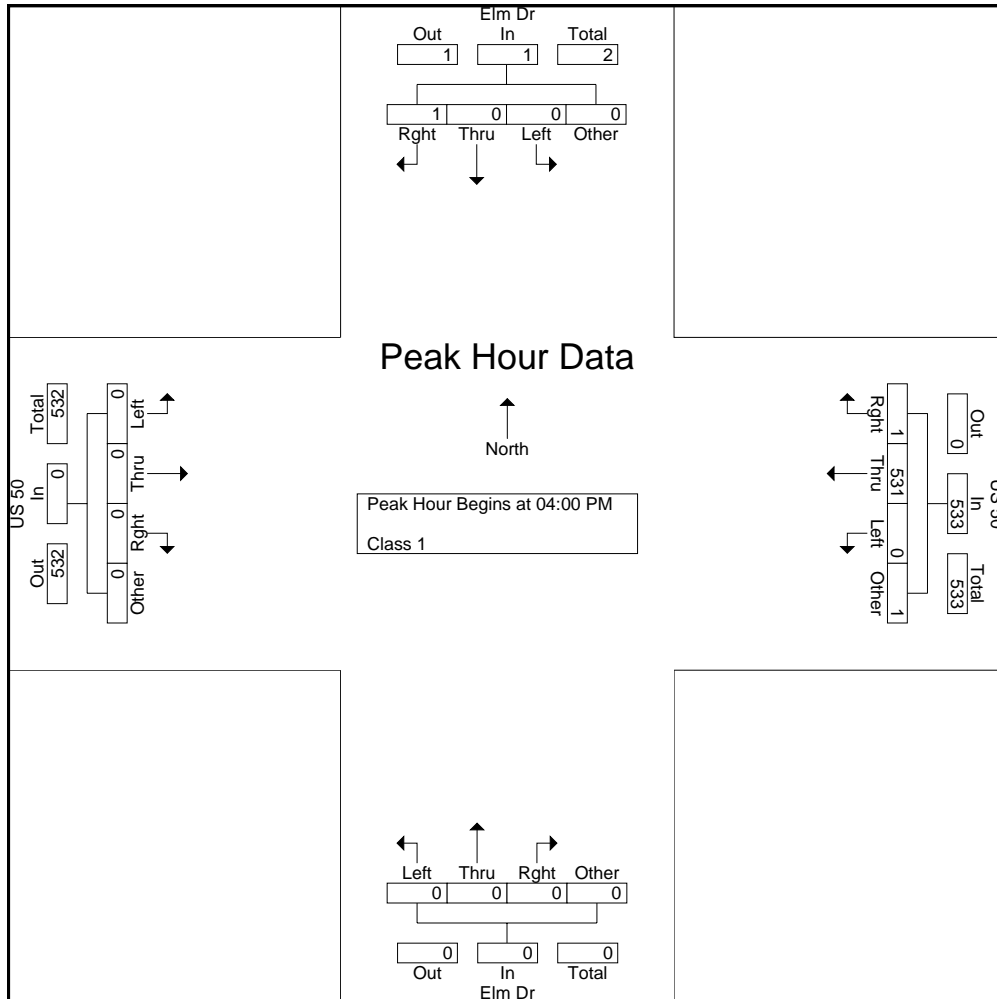 Elm Dr
Out In Total
1 1 2
1 0 0 0
Rght Thru Left Other
Peak Hour Data
North
Peak Hour Begins at 04:00 PM
Class 1
US 50
Out In Total
532 0 532
0 0 0 0
Left Thru Rght Other
Out In Total
0 533 533
1 531 0 1
Rght Thru Left Other
Left Thru Rght Other
0 0 0 0
0 0 0
Out In Total
Elm Dr